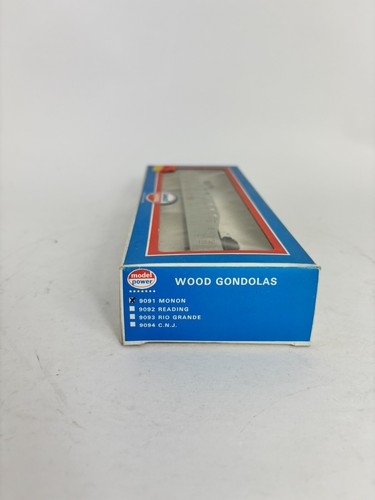 model
power
WOOD GONDOLAS
9091 MONON
9092 READING
9093 RIO GRANDE
9094 C.N.J.